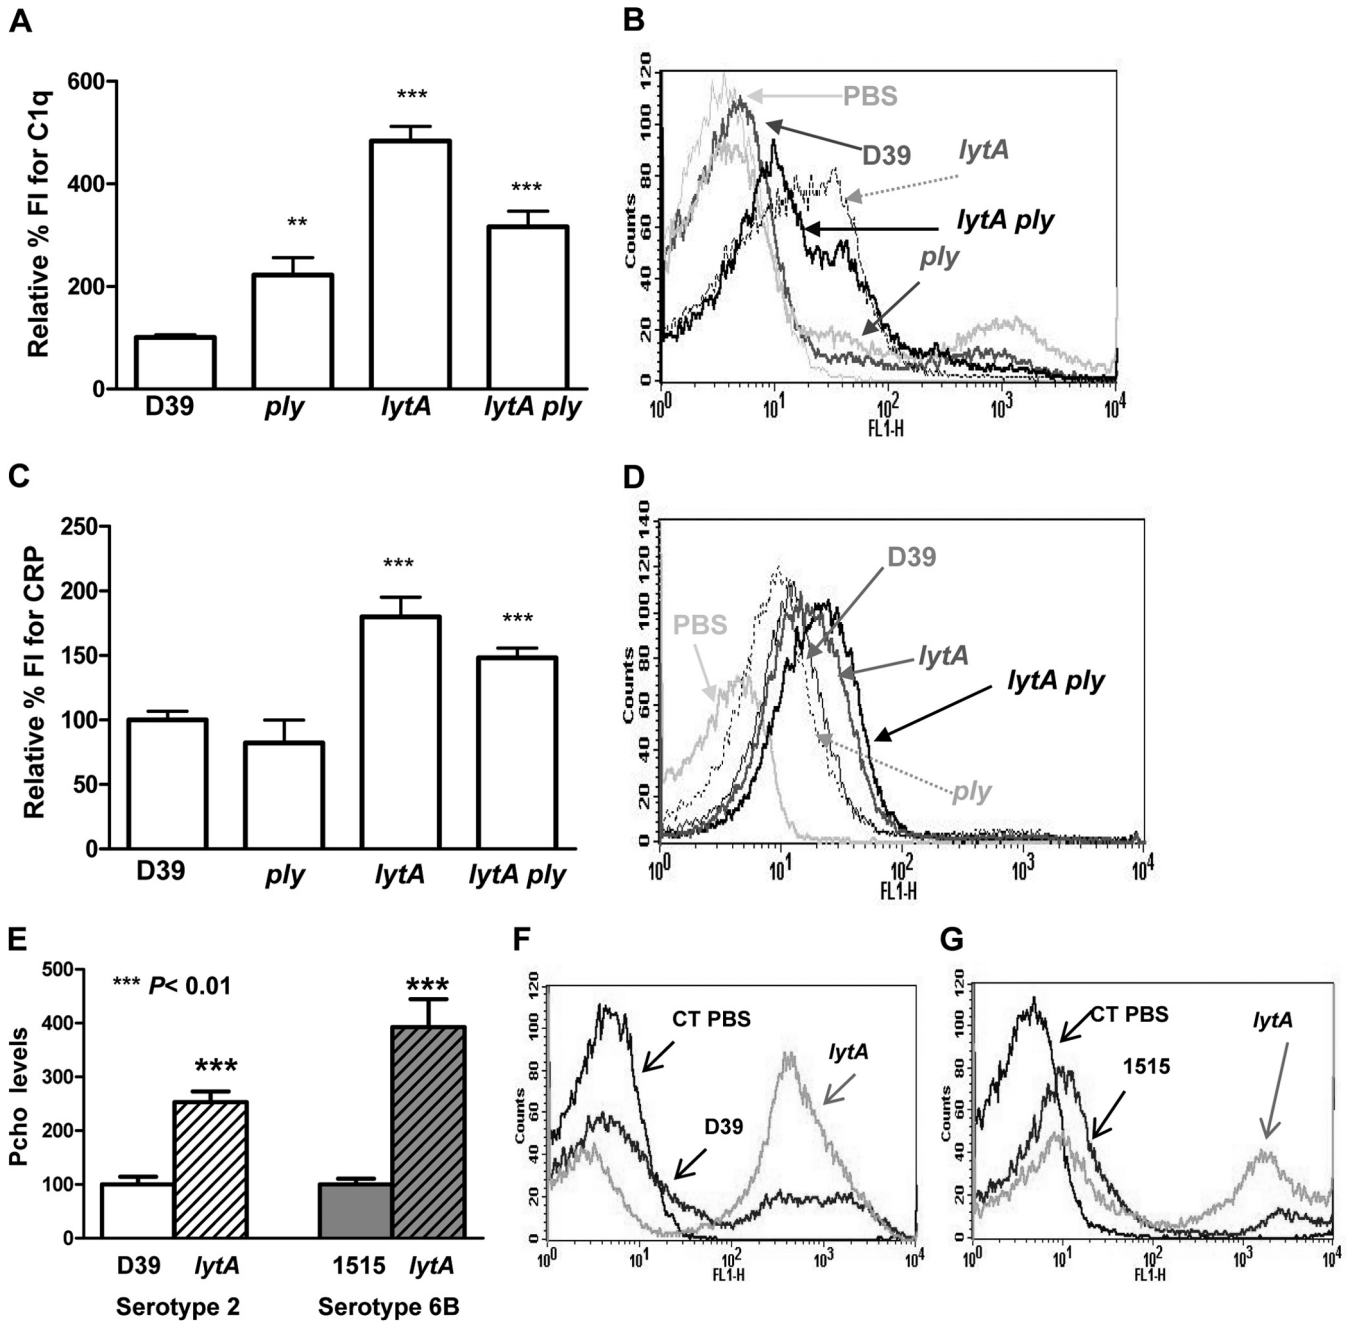 A
Relative % FI for C1q
600
400
200
0
**
***
***
D39 ply lytA lytA ply
B
Counts
0 20 40 60 80 100 120
PBS
D39
lytA
lytA ply
ply
10^0 10^1 10^2 10^3 10^4
FL1-H
C
Relative % FI for CRP
250
200
150
100
50
0
***
***
D39 ply lytA lytA ply
D
Counts
0 20 40 60 80 100 120 140
PBS
D39
lytA
lytA ply
ply
10^0 10^1 10^2 10^3 10^4
FL1-H
E
Pcho levels
500
400
300
200
100
0
*** P< 0.01
***
***
D39 lytA 1515 lytA
Serotype 2 Serotype 6B
F
Counts
0 20 40 60 80 100 120
CT PBS
lytA
D39
10^0 10^1 10^2 10^3 10^4
FL1-H
G
Counts
0 20 40 60 80 100 120
CT PBS
lytA
1515
10^0 10^1 10^2 10^3 10^4
FL1-H